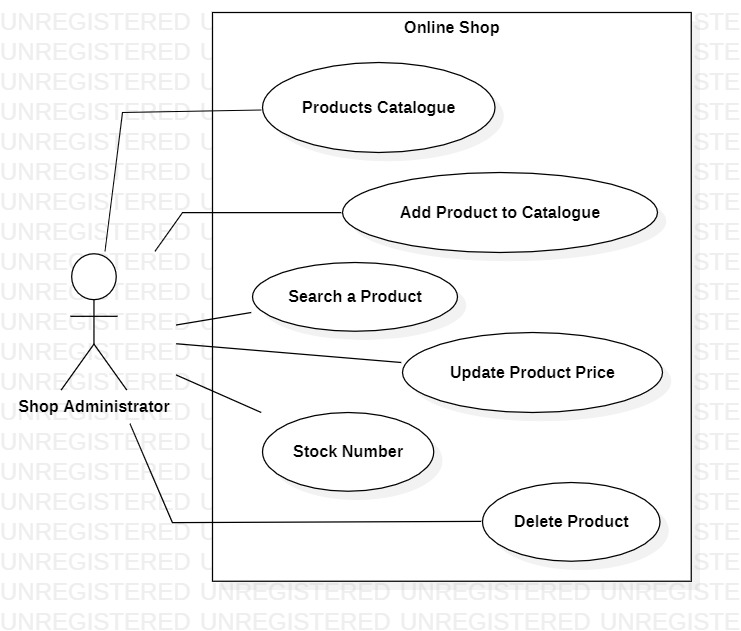 Online Shop
Products Catalogue
Add Product to Catalogue
Search a Product
Update Product Price
Shop Administrator
Stock Number
Delete Product
UNREGISTERED UNREGISTERED UNREGISTERED UNREGISTERED